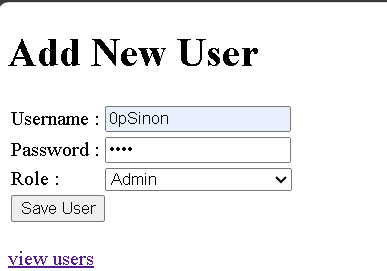 Add New User
Username : 0pSinon
Password : ••••
Role : Admin
Save User
view users